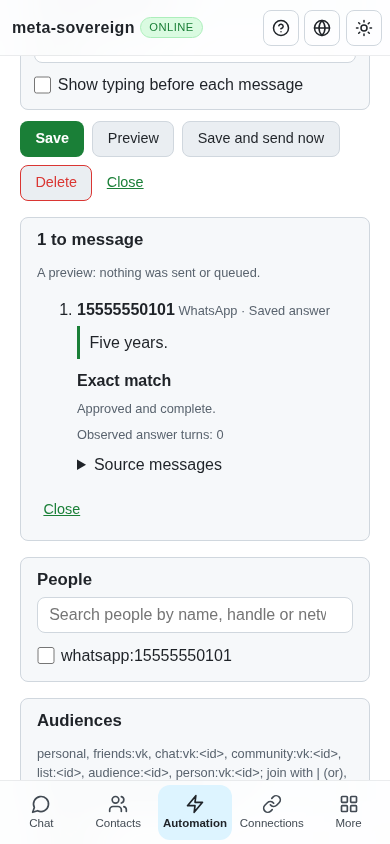 meta-sovereign ONLINE
Show typing before each message
Save Preview Save and send now
Delete Close
1 to message
A preview: nothing was sent or queued.
1. 15555550101 WhatsApp · Saved answer
Five years.
Exact match
Approved and complete.
Observed answer turns: 0
Source messages
Close
People
Search people by name, handle or netw
whatsapp:15555550101
Audiences
personal, friends:vk, chat:vk:<id>, community:vk:<id>,
list:<id>, audience:<id>, person:vk:<id>; join with | (or),
Chat Contacts Automation Connections More